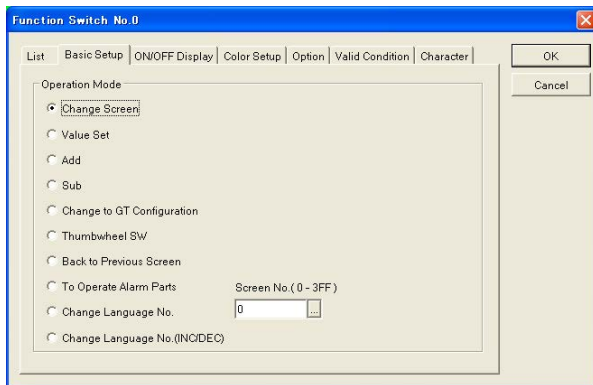 Function Switch No.0
List Basic Setup ON/OFF Display Color Setup Option Valid Condition Character
OK
Cancel
Operation Mode
Change Screen
Value Set
Add
Sub
Change to GT Configuration
Thumbwheel SW
Back to Previous Screen
To Operate Alarm Parts Screen No.( 0 - 3FF )
Change Language No. 0 ...
Change Language No.(INC/DEC)